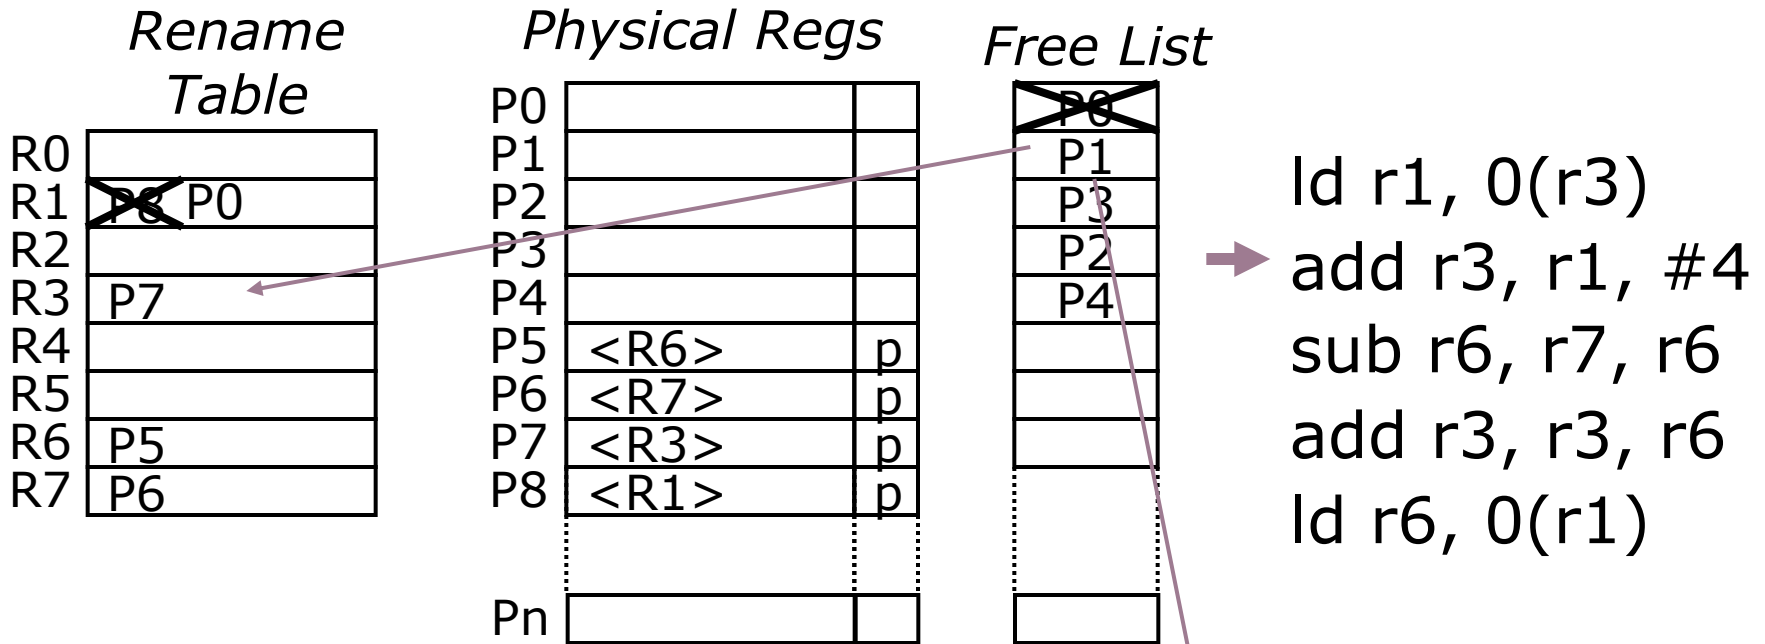 Rename
Table
R0
R1 P8 P0
R2
R3 P7
R4
R5
R6 P5
R7 P6
Physical Regs
P0
P1
P2
P3
P4
P5 <R6> p
P6 <R7> p
P7 <R3> p
P8 <R1> p
Pn
Free List
P0
P1
P3
P2
P4
ld r1, 0(r3)
add r3, r1, #4
sub r6, r7, r6
add r3, r3, r6
ld r6, 0(r1)